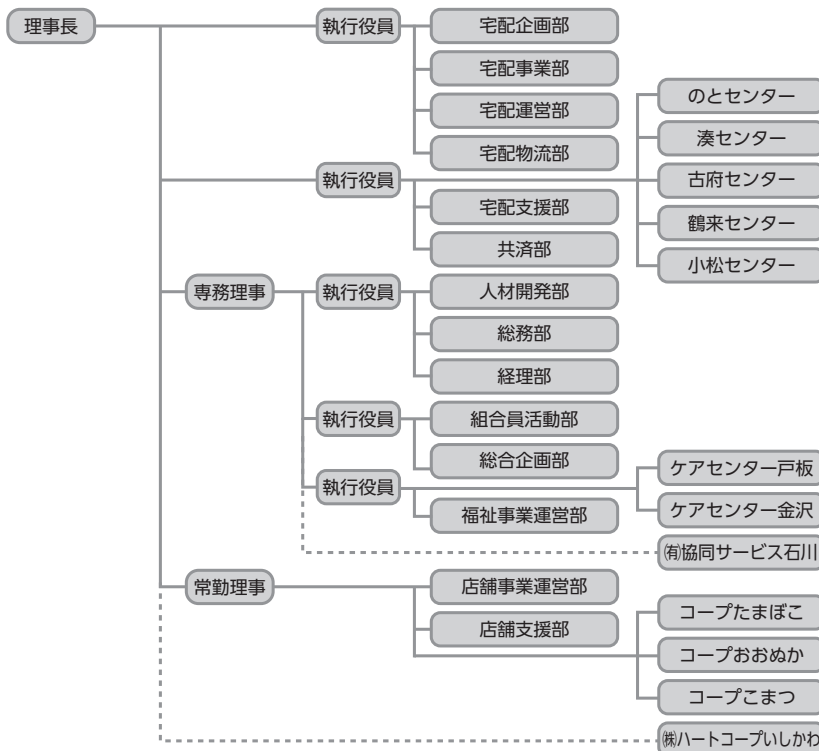 理事長
執行役員
宅配企画部
宅配事業部
宅配運営部
宅配物流部
執行役員
宅配支援部
共済部
のとセンター
湊センター
古府センター
鶴来センター
小松センター
専務理事
執行役員
人材開発部
総務部
経理部
執行役員
組合員活動部
総合企画部
執行役員
福祉事業運営部
ケアセンター戸板
ケアセンター金沢
㈲協同サービス石川
常勤理事
店舗事業運営部
店舗支援部
コープたまぼこ
コープおおぬか
コープこまつ
㈱ハートコープいしかわ